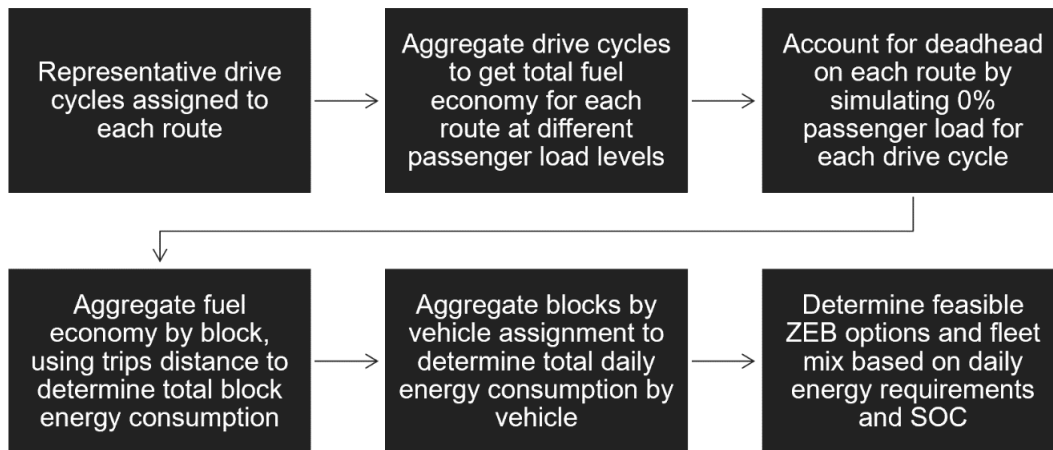 Representative drive
cycles assigned to
each route
Aggregate drive cycles
to get total fuel
economy for each
route at different
passenger load levels
Account for deadhead
on each route by
simulating 0%
passenger load for
each drive cycle
Aggregate fuel
economy by block,
using trips distance to
determine total block
energy consumption
Aggregate blocks by
vehicle assignment to
determine total daily
energy consumption by
vehicle
Determine feasible
ZEB options and fleet
mix based on daily
energy requirements
and SOC